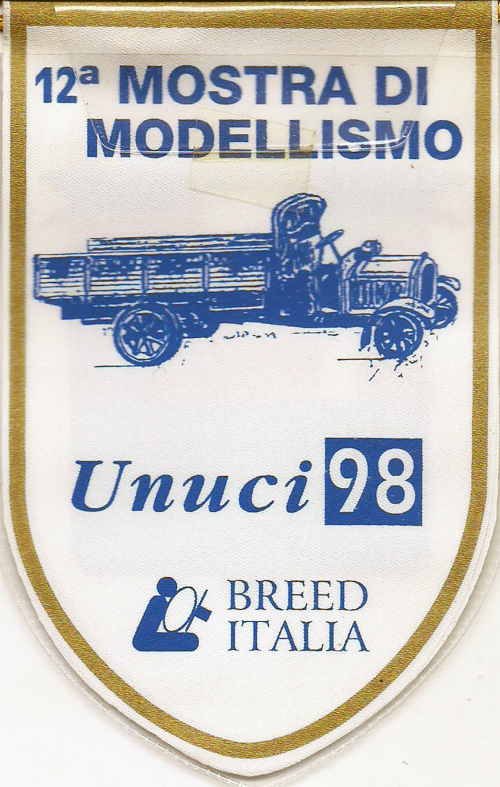 12ª MOSTRA DI
MODELLISMO
Unuci 98
BREED
ITALIA